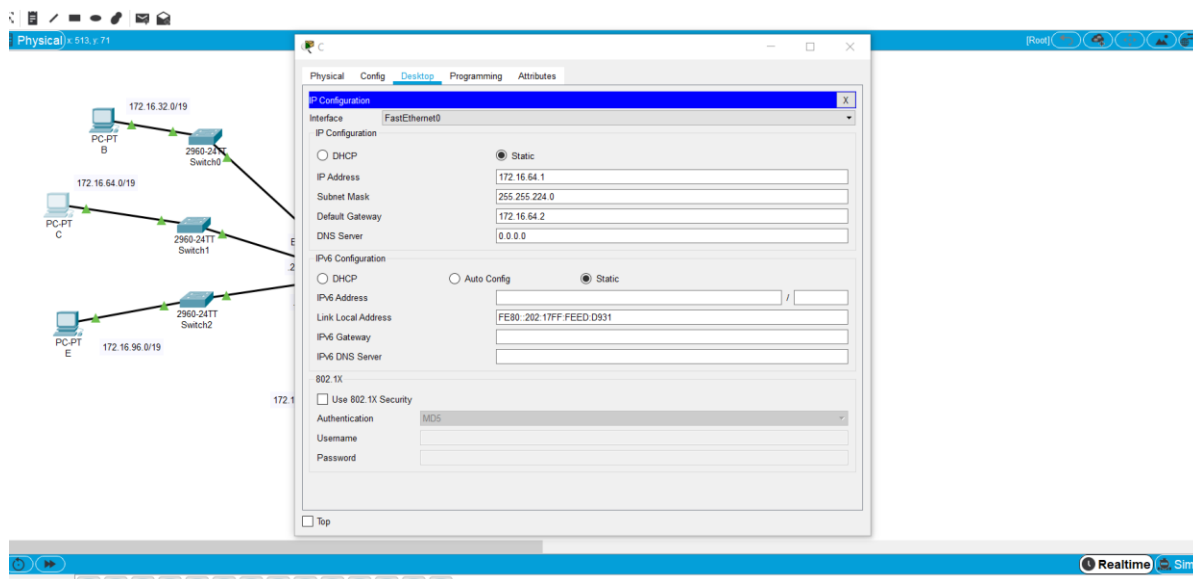 Physical x: 513, y: 71
[Root]
C
Physical Config Desktop Programming Attributes
IP Configuration X
Interface FastEthernet0
IP Configuration
DHCP Static
IP Address 172.16.64.1
Subnet Mask 255.255.224.0
Default Gateway 172.16.64.2
DNS Server 0.0.0.0
IPv6 Configuration
DHCP Auto Config Static
IPv6 Address /
Link Local Address FE80::202:17FF:FEED:D931
IPv6 Gateway
IPv6 DNS Server
802.1X
Use 802.1X Security
Authentication MD5
Username
Password
Top
172.16.32.0/19
PC-PT
B
2960-24TT
Switch0
172.16.64.0/19
PC-PT
C
2960-24TT
Switch1
E
.2
2960-24TT
Switch2
PC-PT
E
172.16.96.0/19
172.1
Realtime Sim